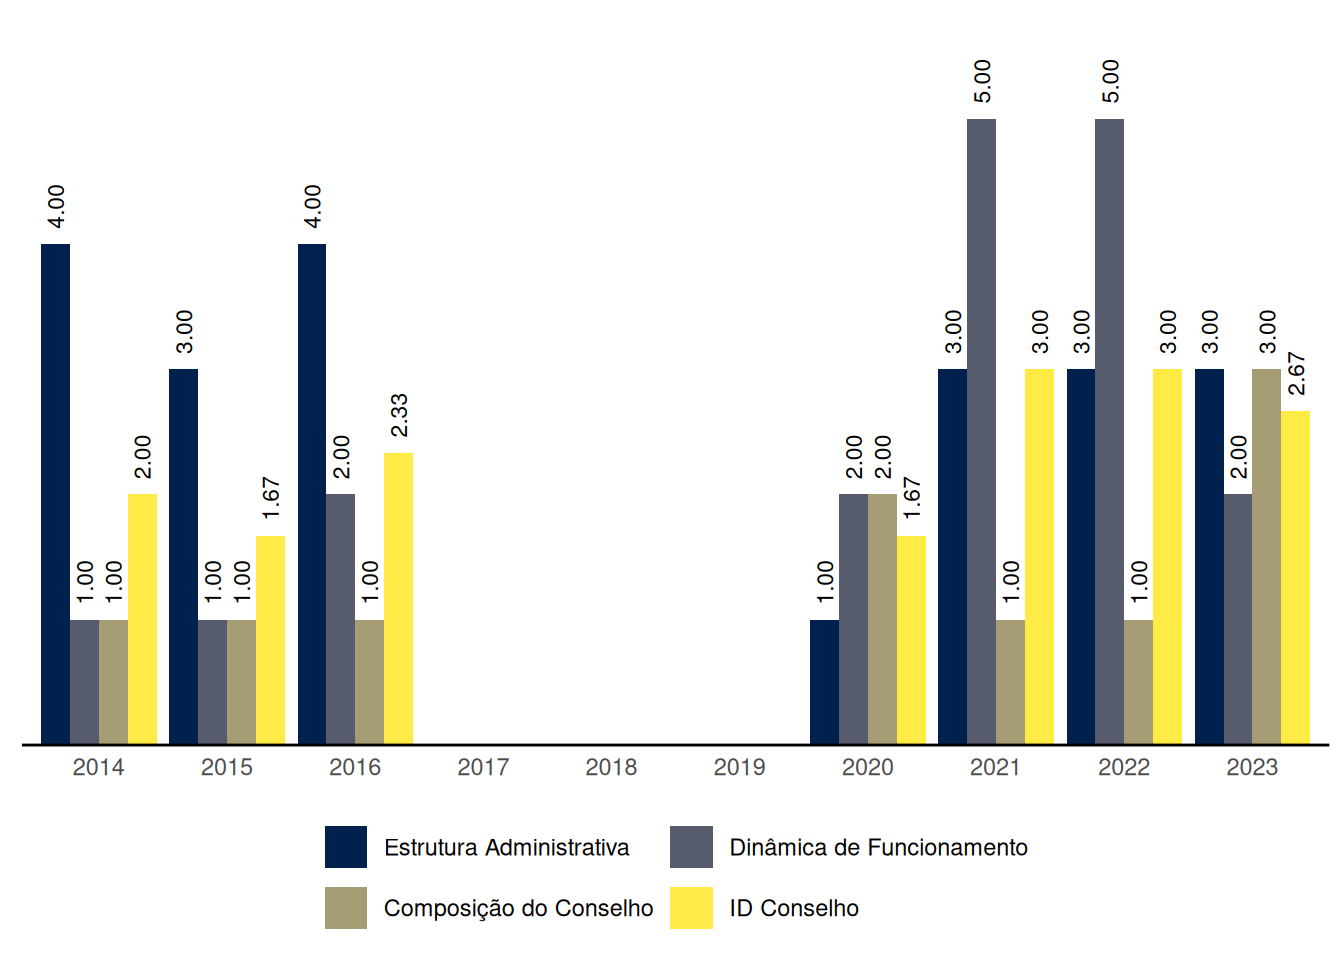 4.00 1.00 1.00 2.00
3.00 1.00 1.00 1.67
4.00 2.00 1.00 2.33
1.00 2.00 2.00 1.67
3.00 5.00 1.00 3.00
3.00 5.00 1.00 3.00
3.00 2.00 3.00 2.67
2014 2015 2016 2017 2018 2019 2020 2021 2022 2023
Estrutura Administrativa Dinâmica de Funcionamento
Composição do Conselho ID Conselho